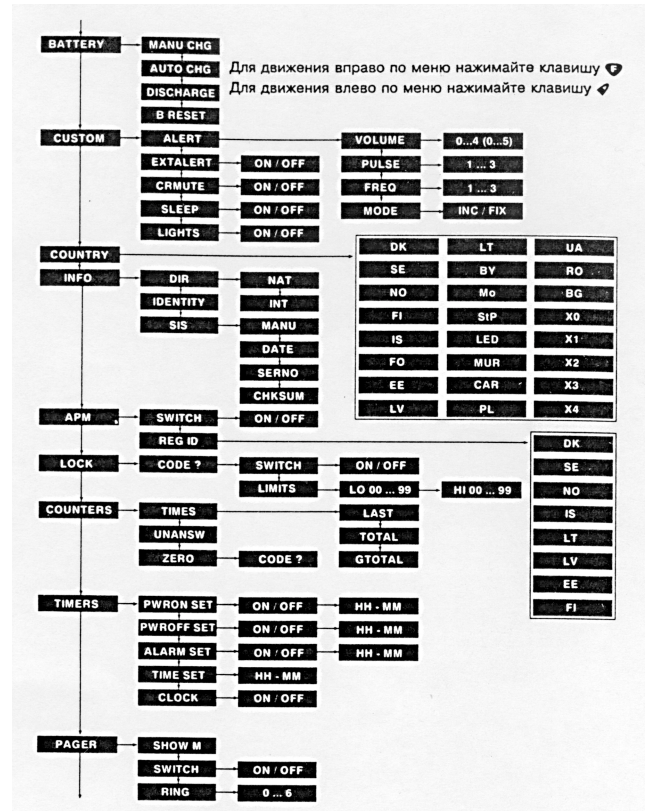 BATTERY MANU CHG
AUTO CHG Для движения вправо по меню нажимайте клавишу F
DISCHARGE Для движения влево по меню нажимайте клавишу
B RESET
CUSTOM ALERT VOLUME 0...4 (0...5)
EXTALERT ON / OFF PULSE 1 ... 3
CRMUTE ON / OFF FREQ 1 ... 3
SLEEP ON / OFF MODE INC / FIX
LIGHTS ON / OFF
COUNTRY
DK LT UA
INFO DIR NAT SE BY RO
IDENTITY INT NO Mo BG
SIS MANU FI StP X0
DATE IS LED X1
SERNO FO MUR X2
CHKSUM EE CAR X3
LV PL X4
APM SWITCH ON / OFF
REG ID DK
LOCK CODE ? SWITCH ON / OFF SE
LIMITS LO 00 ... 99 HI 00 ... 99 NO
COUNTERS TIMES LAST IS
UNANSW TOTAL LT
ZERO CODE ? GTOTAL LV
EE
TIMERS PWRON SET ON / OFF HH - MM FI
PWROFF SET ON / OFF HH - MM
ALARM SET ON / OFF HH - MM
TIME SET HH - MM
CLOCK ON / OFF
PAGER SHOW M
SWITCH ON / OFF
RING 0 ... 6